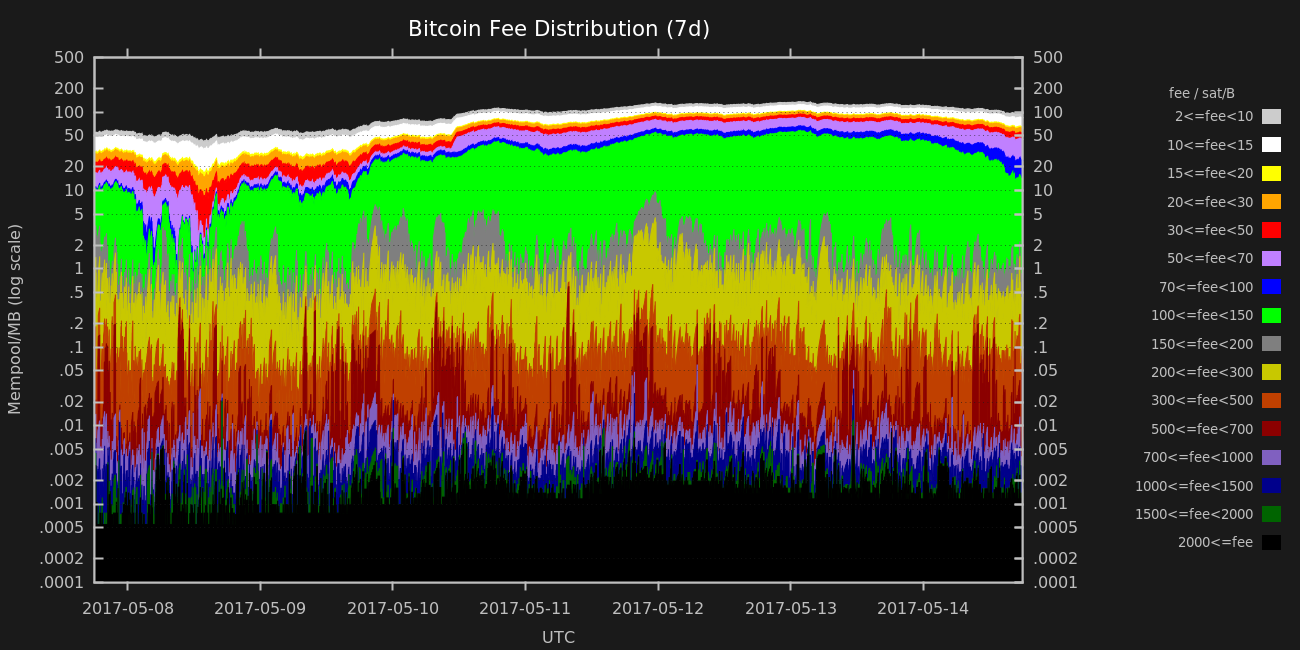 Bitcoin Fee Distribution (7d)
500
200
100
50
20
10
5
2
1
.5
.2
.1
.05
.02
.01
.005
.002
.001
.0005
.0002
.0001
Mempool/MB (log scale)
500
200
100
50
20
10
5
2
1
.5
.2
.1
.05
.02
.01
.005
.002
.001
.0005
.0002
.0001
fee / sat/B
2<=fee<10
10<=fee<15
15<=fee<20
20<=fee<30
30<=fee<50
50<=fee<70
70<=fee<100
100<=fee<150
150<=fee<200
200<=fee<300
300<=fee<500
500<=fee<700
700<=fee<1000
1000<=fee<1500
1500<=fee<2000
2000<=fee
2017-05-08 2017-05-09 2017-05-10 2017-05-11 2017-05-12 2017-05-13 2017-05-14
UTC